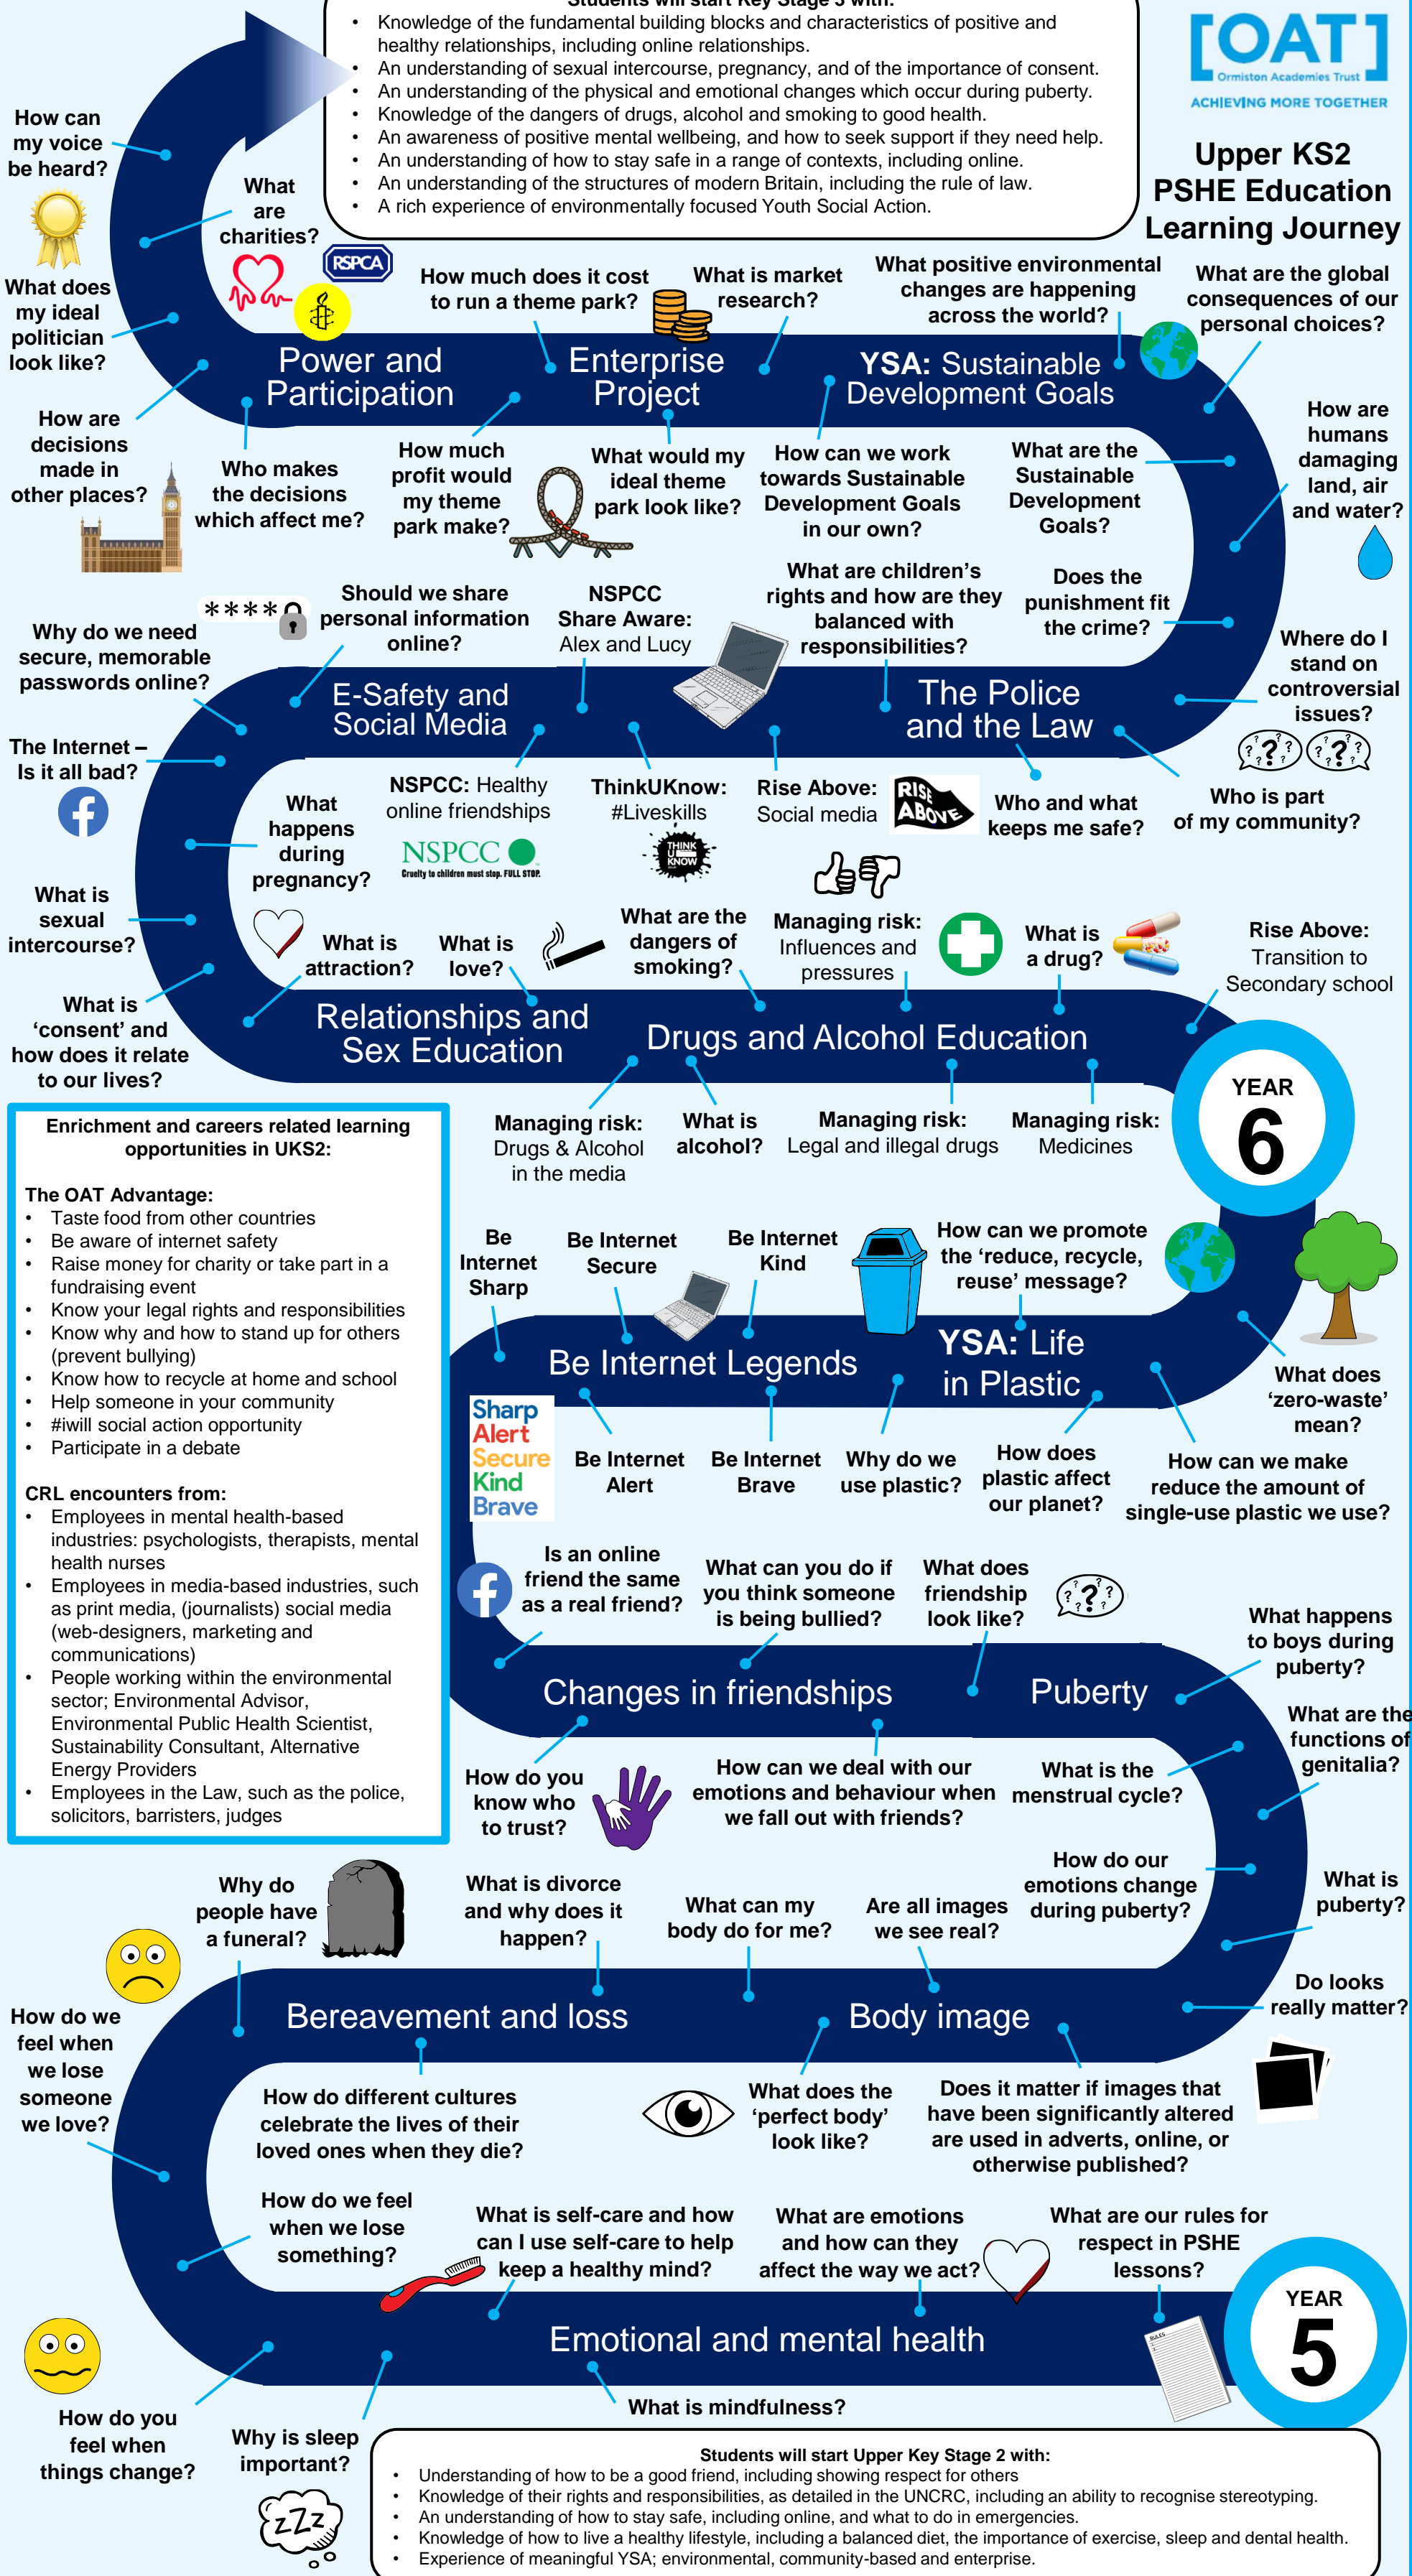 Students will start Key Stage 3 with:
• Knowledge of the fundamental building blocks and characteristics of positive and
healthy relationships, including online relationships.
• An understanding of sexual intercourse, pregnancy, and of the importance of consent.
• An understanding of the physical and emotional changes which occur during puberty.
• Knowledge of the dangers of drugs, alcohol and smoking to good health.
• An awareness of positive mental wellbeing, and how to seek support if they need help.
• An understanding of how to stay safe in a range of contexts, including online.
• An understanding of the structures of modern Britain, including the rule of law.
• A rich experience of environmentally focused Youth Social Action.
[OAT]
Ormiston Academies Trust
ACHIEVING MORE TOGETHER
Upper KS2
PSHE Education
Learning Journey
How can
my voice
be heard?
What
are
charities?
RSPCA
What does
my ideal
politician
look like?
How are
decisions
made in
other places?
Who makes
the decisions
which affect me?
Power and
Participation
How much does it cost
to run a theme park?
What is market
research?
Enterprise
Project
How much
profit would
my theme
park make?
What would my
ideal theme
park look like?
What positive environmental
changes are happening
across the world?
What are the global
consequences of our
personal choices?
YSA: Sustainable
Development Goals
How can we work
towards Sustainable
Development Goals
in our own?
What are the
Sustainable
Development
Goals?
How are
humans
damaging
land, air
and water?
What are children's
rights and how are they
balanced with
responsibilities?
Does the
punishment fit
the crime?
Where do I
stand on
controversial
issues?
? ? ? ? ?
? ? ? ? ?
The Police
and the Law
Who and what
keeps me safe?
Who is part
of my community?
****
Should we share
personal information
online?
NSPCC
Share Aware:
Alex and Lucy
Why do we need
secure, memorable
passwords online?
E-Safety and
Social Media
The Internet –
Is it all bad?
f
NSPCC: Healthy
online friendships
NSPCC
Cruelty to children must stop. FULL STOP.
ThinkUKnow:
#Liveskills
THINK
U
KNOW
Rise Above:
Social media
RISE
ABOVE
What
happens
during
pregnancy?
What is
sexual
intercourse?
What is
attraction?
What is
love?
What is
'consent' and
how does it relate
to our lives?
Relationships and
Sex Education
What are the
dangers of
smoking?
Managing risk:
Influences and
pressures
What is
a drug?
Rise Above:
Transition to
Secondary school
Drugs and Alcohol Education
Managing risk:
Drugs & Alcohol
in the media
What is
alcohol?
Managing risk:
Legal and illegal drugs
Managing risk:
Medicines
YEAR
6
Enrichment and careers related learning
opportunities in UKS2:
The OAT Advantage:
• Taste food from other countries
• Be aware of internet safety
• Raise money for charity or take part in a
fundraising event
• Know your legal rights and responsibilities
• Know why and how to stand up for others
(prevent bullying)
• Know how to recycle at home and school
• Help someone in your community
• #iwill social action opportunity
• Participate in a debate
CRL encounters from:
• Employees in mental health-based
industries: psychologists, therapists, mental
health nurses
• Employees in media-based industries, such
as print media, (journalists) social media
(web-designers, marketing and
communications)
• People working within the environmental
sector; Environmental Advisor,
Environmental Public Health Scientist,
Sustainability Consultant, Alternative
Energy Providers
• Employees in the Law, such as the police,
solicitors, barristers, judges
Be
Internet
Sharp
Be Internet
Secure
Be Internet
Kind
How can we promote
the 'reduce, recycle,
reuse' message?
Be Internet Legends
YSA: Life
in Plastic
What does
'zero-waste'
mean?
Sharp
Alert
Secure
Kind
Brave
Be Internet
Alert
Be Internet
Brave
Why do we
use plastic?
How does
plastic affect
our planet?
How can we make
reduce the amount of
single-use plastic we use?
f
Is an online
friend the same
as a real friend?
What can you do if
you think someone
is being bullied?
What does
friendship
look like?
? ? ? ? ?
What happens
to boys during
puberty?
Changes in friendships
Puberty
What are the
functions of
genitalia?
How do you
know who
to trust?
How can we deal with our
emotions and behaviour when
we fall out with friends?
What is the
menstrual cycle?
How do our
emotions change
during puberty?
What is
puberty?
Why do
people have
a funeral?
What is divorce
and why does it
happen?
What can my
body do for me?
Are all images
we see real?
Do looks
really matter?
Bereavement and loss
Body image
How do we
feel when
we lose
someone
we love?
How do different cultures
celebrate the lives of their
loved ones when they die?
What does the
'perfect body'
look like?
Does it matter if images that
have been significantly altered
are used in adverts, online, or
otherwise published?
How do we feel
when we lose
something?
What is self-care and how
can I use self-care to help
keep a healthy mind?
What are emotions
and how can they
affect the way we act?
What are our rules for
respect in PSHE
lessons?
Emotional and mental health
RULES
YEAR
5
How do you
feel when
things change?
Why is sleep
important?
What is mindfulness?
zZz
Students will start Upper Key Stage 2 with:
• Understanding of how to be a good friend, including showing respect for others
• Knowledge of their rights and responsibilities, as detailed in the UNCRC, including an ability to recognise stereotyping.
• An understanding of how to stay safe, including online, and what to do in emergencies.
• Knowledge of how to live a healthy lifestyle, including a balanced diet, the importance of exercise, sleep and dental health.
• Experience of meaningful YSA; environmental, community-based and enterprise.